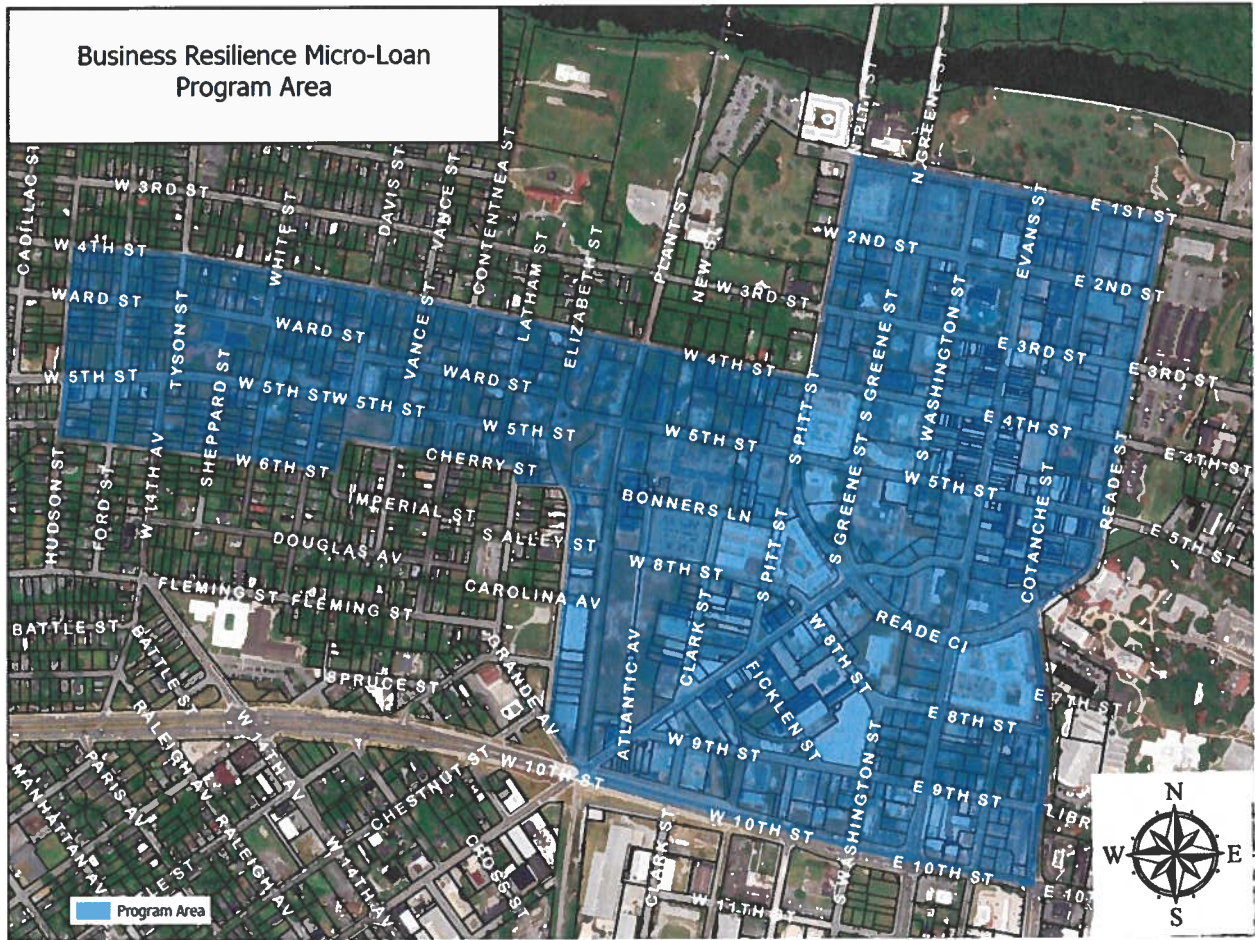 Business Resilience Micro-Loan
Program Area
N PITT ST
N GREENE ST
CADILLAC ST
W 3RD ST
WHITE ST
DAVIS ST
VANCE ST
CONTENTNEA ST
LATHAM ST
ELIZABETH ST
PLANT ST
NEW ST
W 3RD ST
W 2ND ST
E 1ST ST
EVANS ST
E 2ND ST
W 4TH ST
WARD ST
TYSON ST
WARD ST
VANCE ST
WARD ST
W 4TH ST
S PITT ST
S GREENE ST
S WASHINGTON ST
E 3RD ST
E 3RD ST
W 5TH ST
SHEPPARD ST
W 5TH ST
W 5TH ST
W 5TH ST
W 5TH ST
W 5TH ST
E 4TH ST
E 4TH ST
READE ST
E 5TH ST
HUDSON ST
FORD ST
W 14TH AV
W 6TH ST
CHERRY ST
IMPERIAL ST
BONNERS LN
S PITT ST
S GREENE ST
COTANCHE ST
DOUGLAS AV
S ALLEY ST
W 8TH ST
FLEMING ST
FLEMING ST
CAROLINA AV
CLARK ST
W 8TH ST
READE CI
BATTLE ST
BATTLE ST
GRANDE AV
SPRUCE ST
ATLANTIC AV
FICKLEN ST
E 7TH ST
E 8TH ST
RALEIGH AV
W 14TH AV
W 10TH ST
W 9TH ST
S WASHINGTON ST
E 9TH ST
MANHATTAN AV
PARIS AV
RALEIGH AV
CHESTNUT ST
W 14TH AV
CROSS ST
CLARK ST
W 10TH ST
E 10TH ST
W 11TH ST
LIBR
E 10
N
W
E
S
LE ST
Program Area